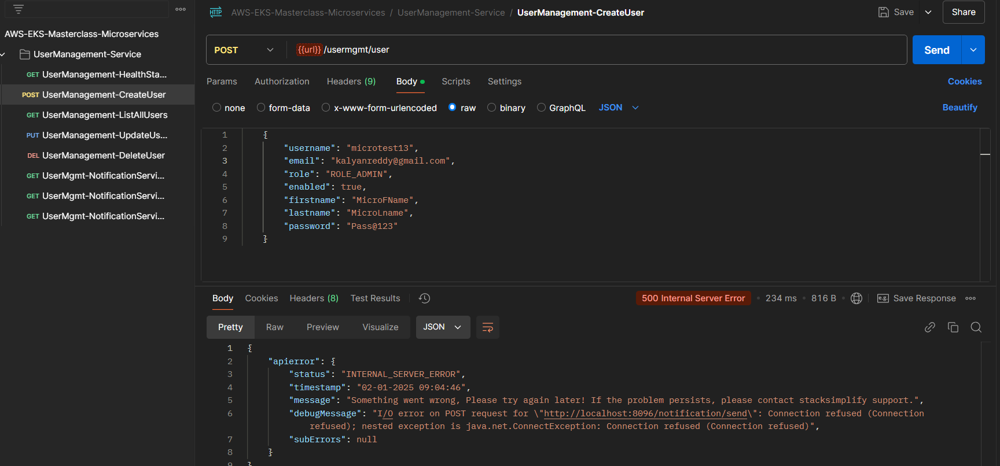 AWS-EKS-Masterclass-Microservices / UserManagement-Service / UserManagement-CreateUser
Save
Share
AWS-EKS-Masterclass-Microservices
UserManagement-Service
GET UserManagement-HealthSta...
POST UserManagement-CreateUser
GET UserManagement-ListAllUsers
PUT UserManagement-UpdateUs...
DEL UserManagement-DeleteUser
GET UserMgmt-NotificationServi...
GET UserMgmt-NotificationServi...
GET UserMgmt-NotificationServi...
HTTP
POST {{url}}/usermgmt/user
Send
Params Authorization Headers (9) Body Scripts Settings
Cookies
none form-data x-www-form-urlencoded raw binary GraphQL JSON
Beautify
1 {
2 "username": "microtest13",
3 "email": "kalyanreddy@gmail.com",
4 "role": "ROLE_ADMIN",
5 "enabled": true,
6 "firstname": "MicroFName",
7 "lastname": "MicroLname",
8 "password": "Pass@123"
9 }
Body Cookies Headers (8) Test Results
500 Internal Server Error 234 ms 816 B e.g. Save Response
Pretty Raw Preview Visualize JSON
1 {
2 "apierror": {
3 "status": "INTERNAL_SERVER_ERROR",
4 "timestamp": "02-01-2025 09:04:46",
5 "message": "Something went wrong, Please try again later! If the problem persists, please contact stacksimplify support.",
6 "debugMessage": "I/O error on POST request for \"http://localhost:8096/notification/send\": Connection refused (Connection
refused); nested exception is java.net.ConnectException: Connection refused (Connection refused)",
7 "subErrors": null
8 }
9 }